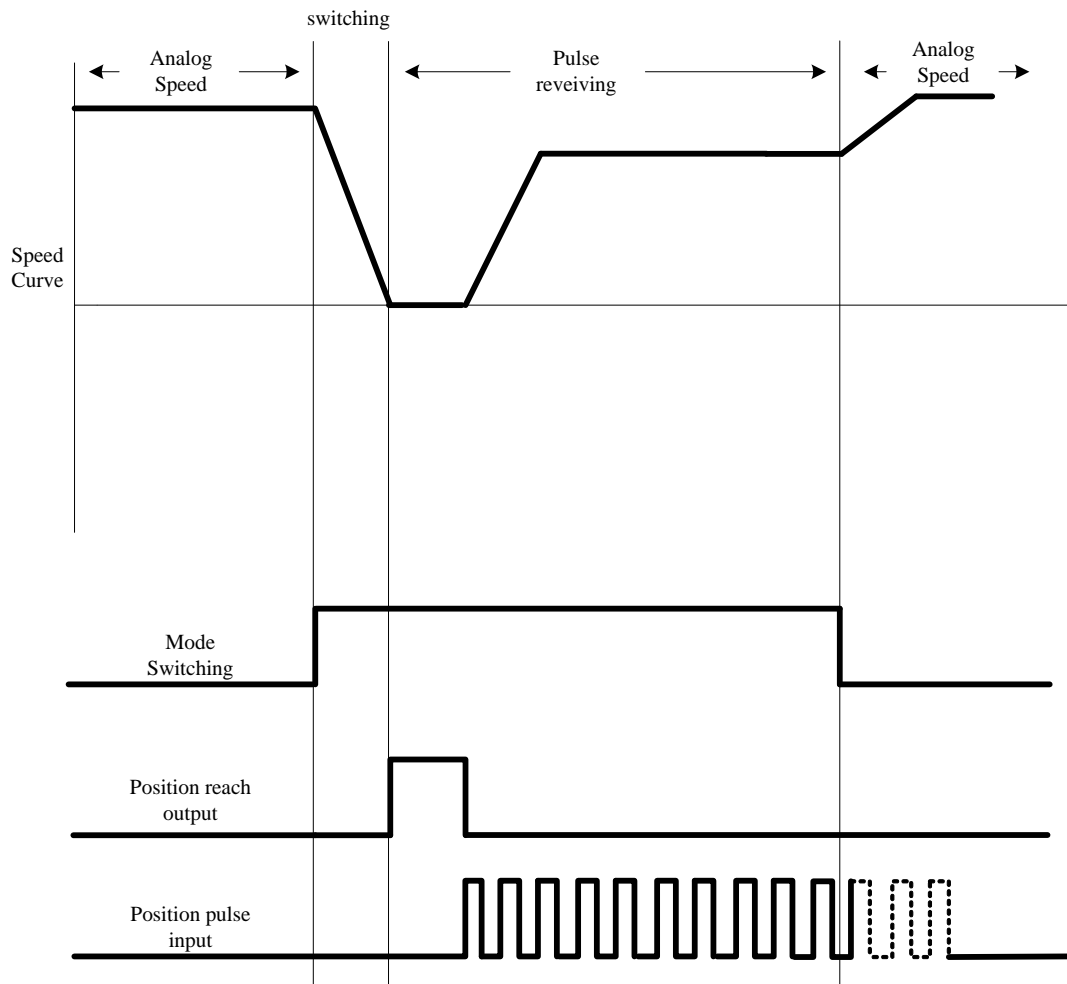 switching
Analog
Speed
Pulse
reveiving
Analog
Speed
Speed
Curve
Mode
Switching
Position reach
output
Position pulse
input